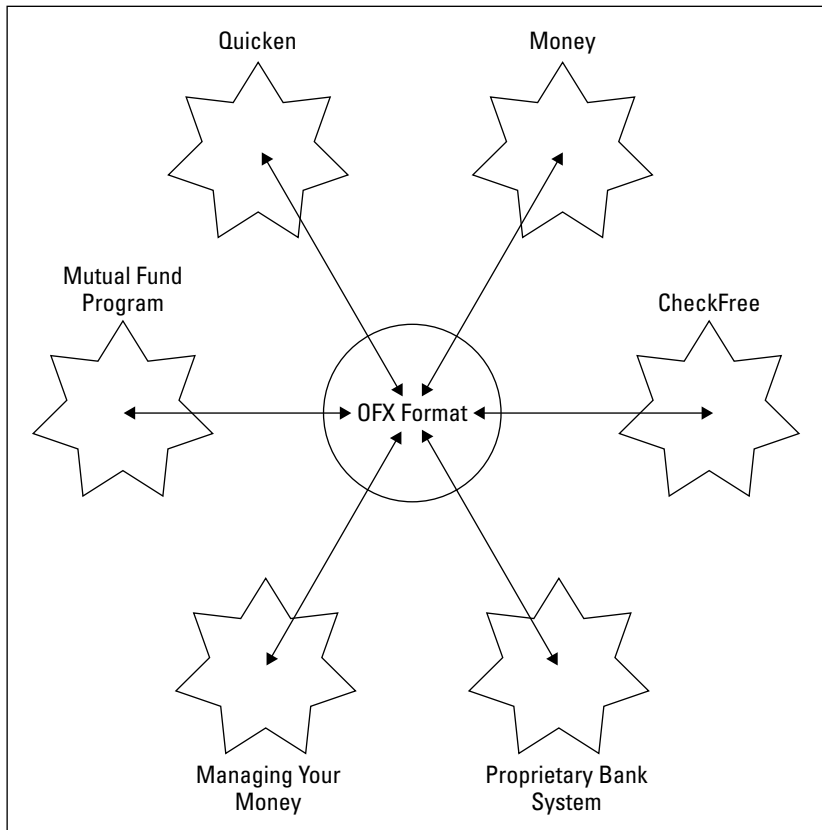 Quicken
Money
Mutual Fund
Program
CheckFree
OFX Format
Managing Your
Money
Proprietary Bank
System